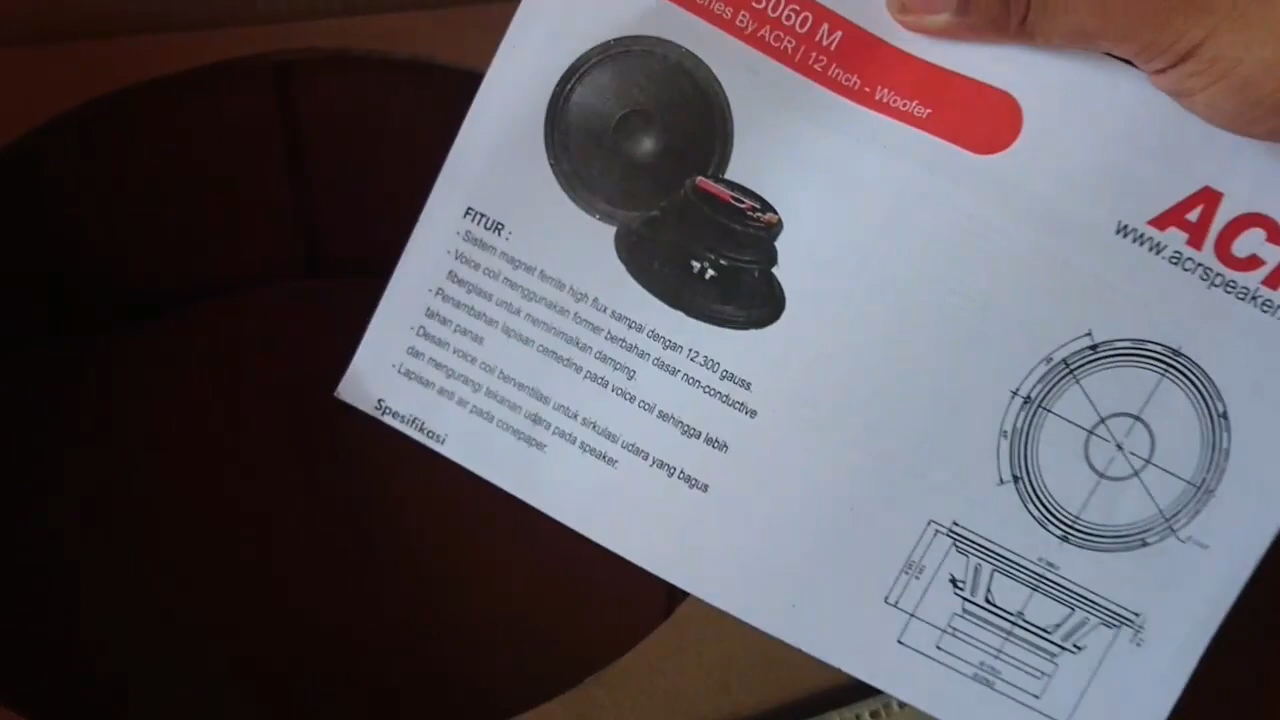 3060 M
eries By ACR | 12 Inch - Woofer
ACR
www.acrspeaker.
FITUR :
- Sistem magnet ferrite high flux sampai dengan 12.300 gauss.
- Voice coil menggunakan former berbahan dasar non-conductive
fiberglass untuk meminimalkan damping.
- Penambahan lapisan cemedine pada voice coil sehingga lebih
tahan panas.
- Desain voice coil berventilasi untuk sirkulasi udara yang bagus
dan mengurangi tekanan udara pada speaker.
- Lapisan anti air pada conepaper.
Spesifikasi